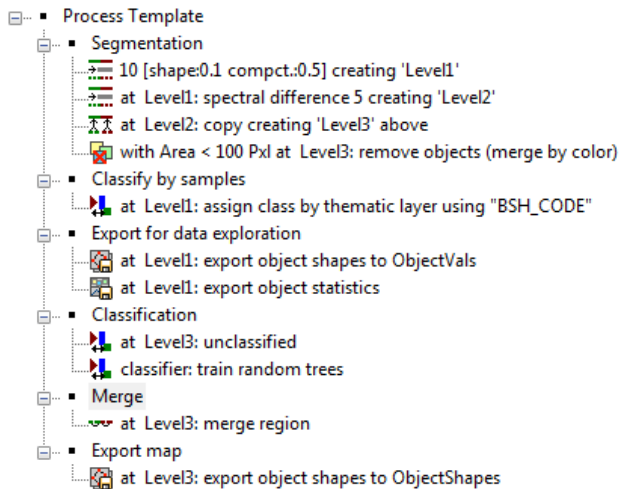 Process Template
Segmentation
10 [shape:0.1 compct.:0.5] creating 'Level1'
at Level1: spectral difference 5 creating 'Level2'
at Level2: copy creating 'Level3' above
with Area < 100 Pxl at Level3: remove objects (merge by color)
Classify by samples
at Level1: assign class by thematic layer using "BSH_CODE"
Export for data exploration
at Level1: export object shapes to ObjectVals
at Level1: export object statistics
Classification
at Level3: unclassified
classifier: train random trees
Merge
at Level3: merge region
Export map
at Level3: export object shapes to ObjectShapes